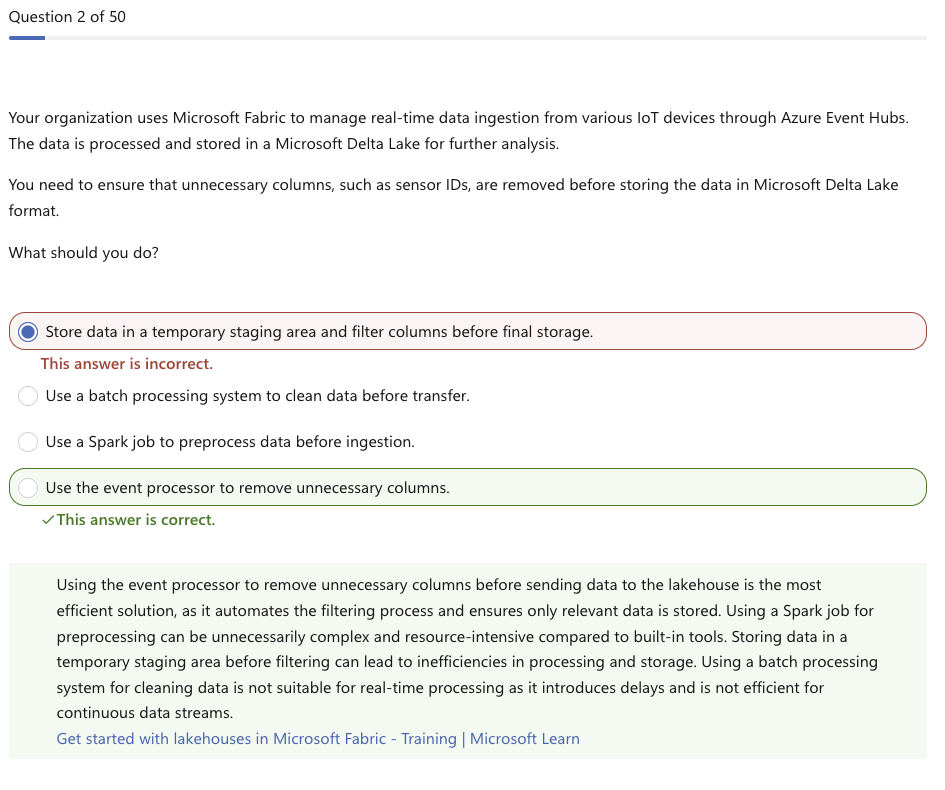 Question 2 of 50
Your organization uses Microsoft Fabric to manage real-time data ingestion from various IoT devices through Azure Event Hubs.
The data is processed and stored in a Microsoft Delta Lake for further analysis.
You need to ensure that unnecessary columns, such as sensor IDs, are removed before storing the data in Microsoft Delta Lake
format.
What should you do?
Store data in a temporary staging area and filter columns before final storage.
This answer is incorrect.
Use a batch processing system to clean data before transfer.
Use a Spark job to preprocess data before ingestion.
Use the event processor to remove unnecessary columns.
This answer is correct.
Using the event processor to remove unnecessary columns before sending data to the lakehouse is the most
efficient solution, as it automates the filtering process and ensures only relevant data is stored. Using a Spark job for
preprocessing can be unnecessarily complex and resource-intensive compared to built-in tools. Storing data in a
temporary staging area before filtering can lead to inefficiencies in processing and storage. Using a batch processing
system for cleaning data is not suitable for real-time processing as it introduces delays and is not efficient for
continuous data streams.
Get started with lakehouses in Microsoft Fabric - Training | Microsoft Learn